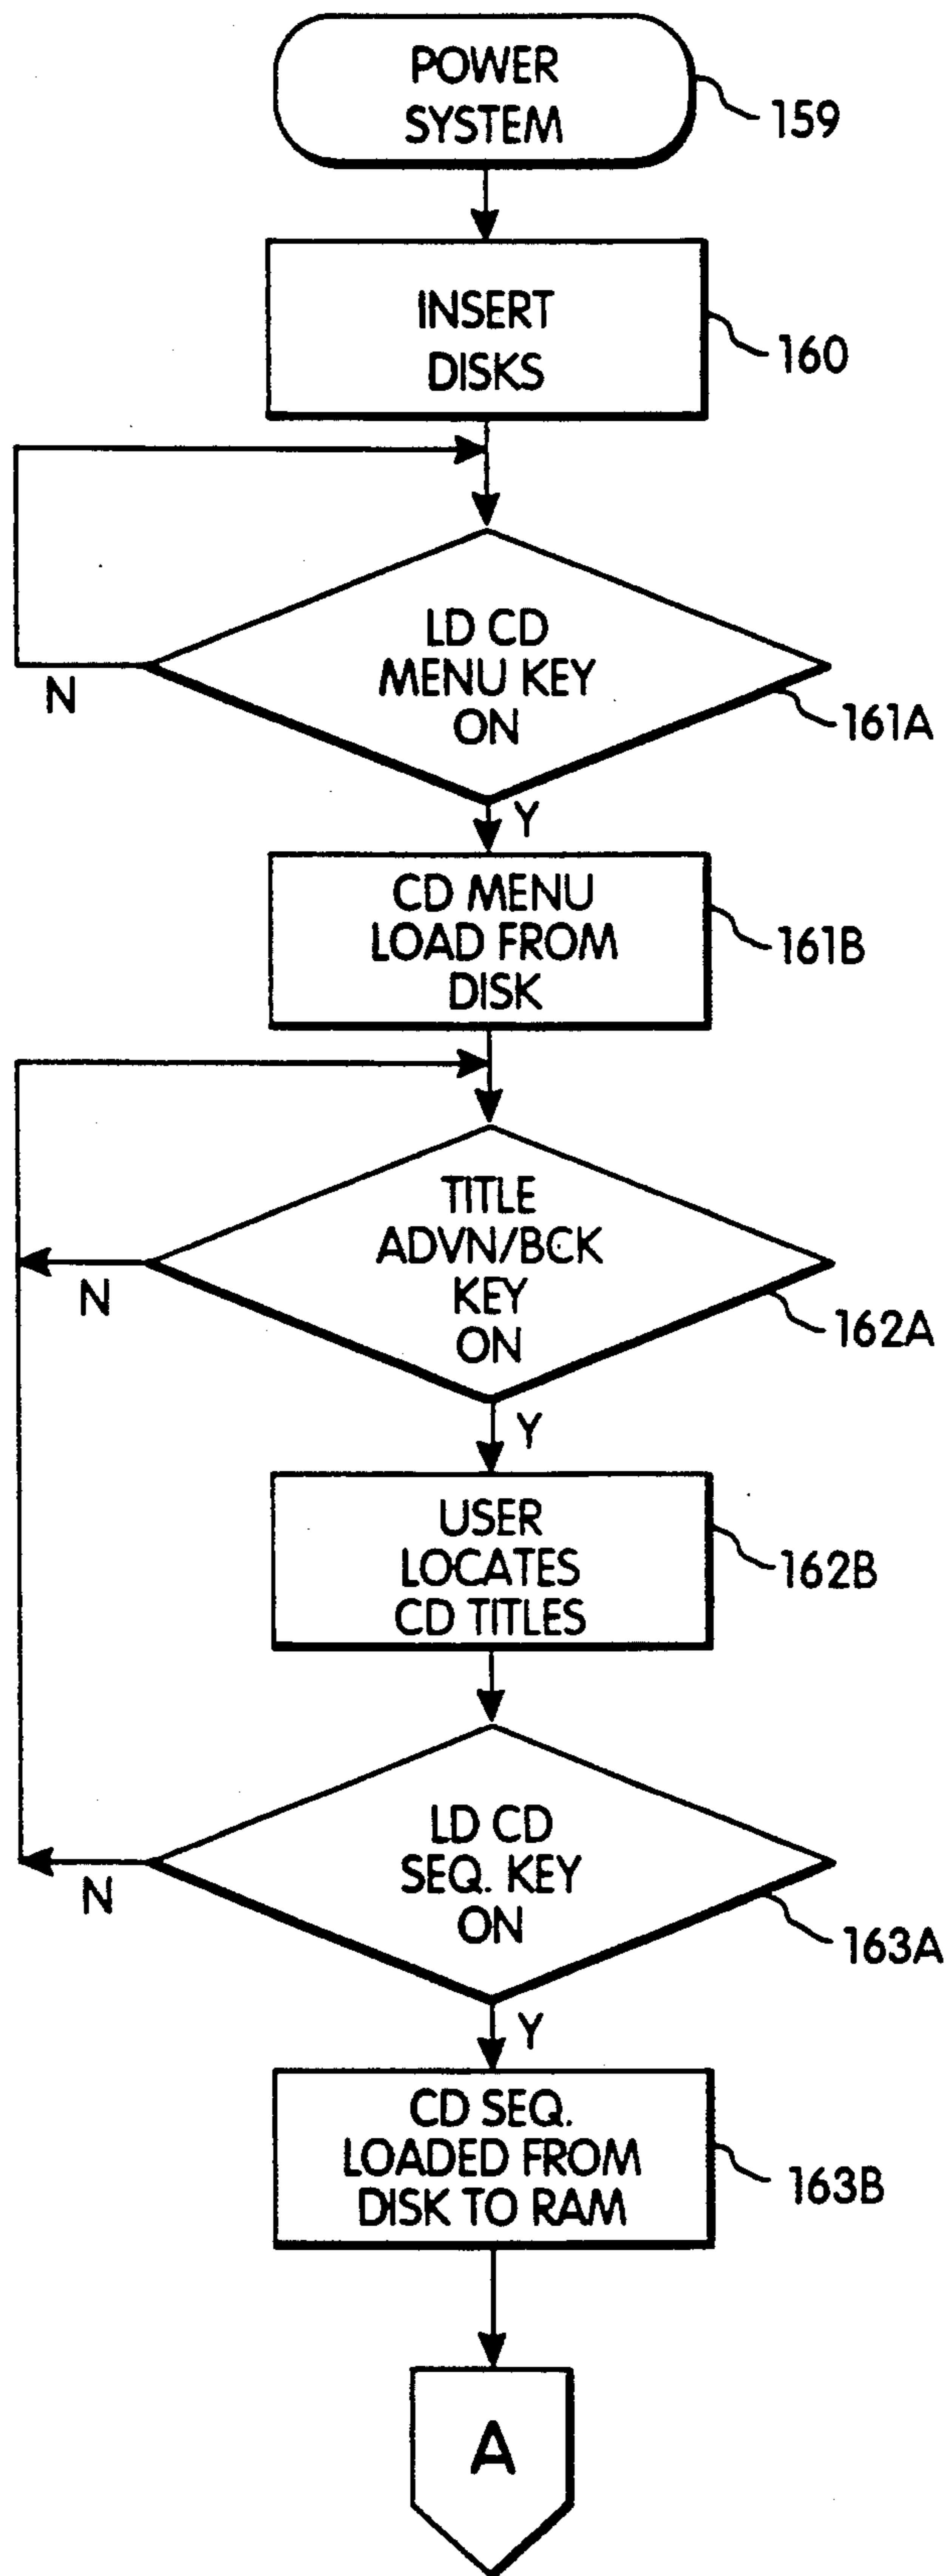 POWER
SYSTEM
159
INSERT
DISKS
160
LD CD
MENU KEY
ON
N
161A
Y
CD MENU
LOAD FROM
DISK
161B
TITLE
ADVN/BCK
KEY
ON
N
162A
Y
USER
LOCATES
CD TITLES
162B
LD CD
SEQ. KEY
ON
N
163A
Y
CD SEQ.
LOADED FROM
DISK TO RAM
163B
A